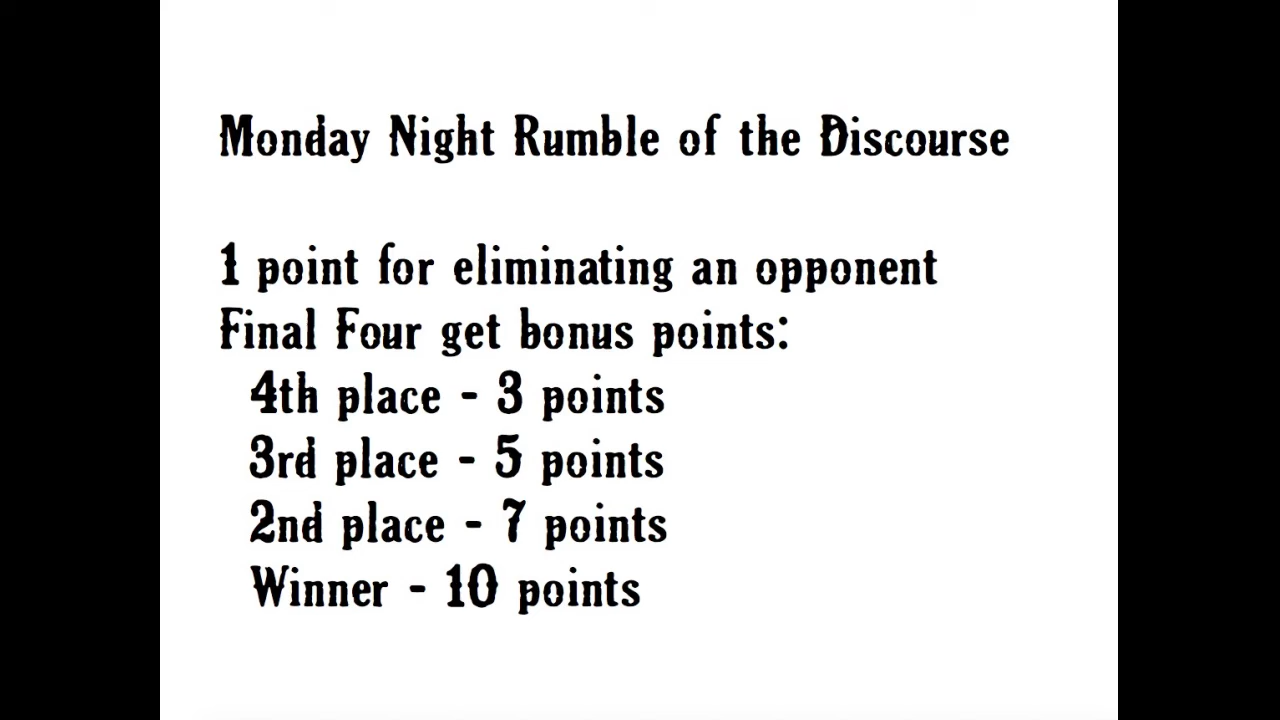 Monday Night Rumble of the Discourse
1 point for eliminating an opponent
Final Four get bonus points:
4th place - 3 points
3rd place - 5 points
2nd place - 7 points
Winner - 10 points